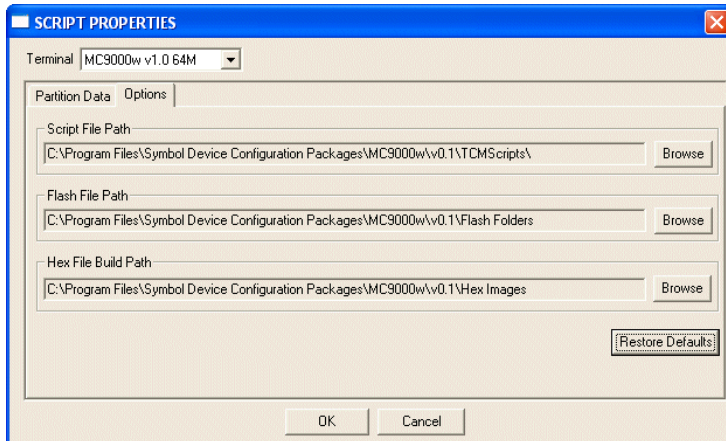 SCRIPT PROPERTIES
Terminal MC9000w v1.0 64M
Partition Data Options
Script File Path
C:\Program Files\Symbol Device Configuration Packages\MC9000w\v0.1\TCMScripts\ Browse
Flash File Path
C:\Program Files\Symbol Device Configuration Packages\MC9000w\v0.1\Flash Folders Browse
Hex File Build Path
C:\Program Files\Symbol Device Configuration Packages\MC9000w\v0.1\Hex Images Browse
Restore Defaults
OK Cancel